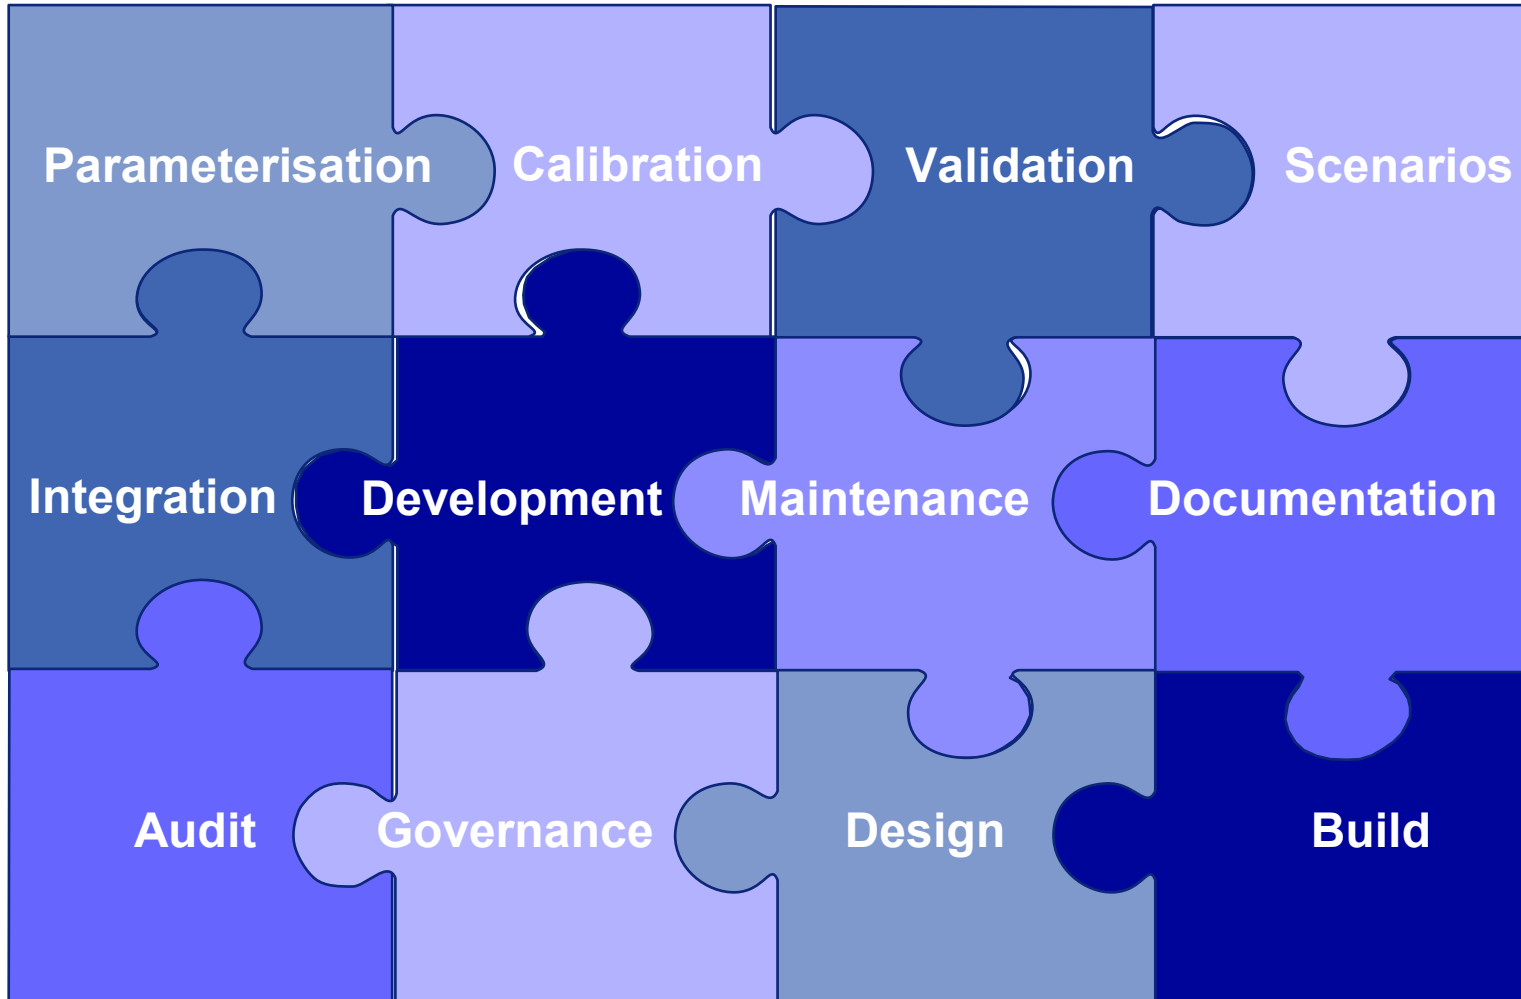 Parameterisation
Calibration
Validation
Scenarios
Integration
Development
Maintenance
Documentation
Audit
Governance
Design
Build